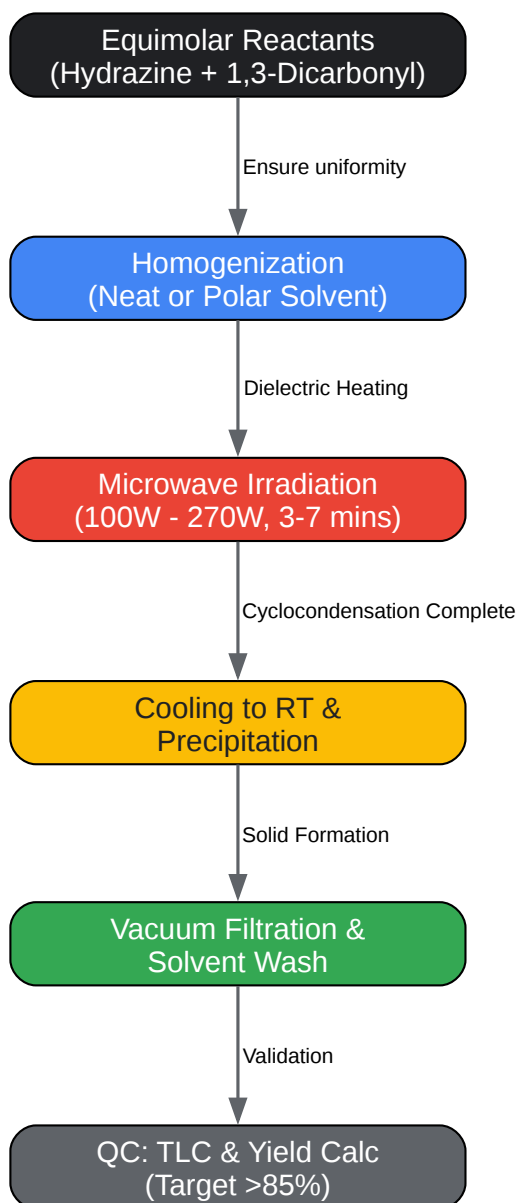 Equimolar Reactants
(Hydrazine + 1,3-Dicarbonyl)
Ensure uniformity
Homogenization
(Neat or Polar Solvent)
Dielectric Heating
Microwave Irradiation
(100W - 270W, 3-7 mins)
Cyclocondensation Complete
Cooling to RT &
Precipitation
Solid Formation
Vacuum Filtration &
Solvent Wash
Validation
QC: TLC & Yield Calc
(Target >85%)